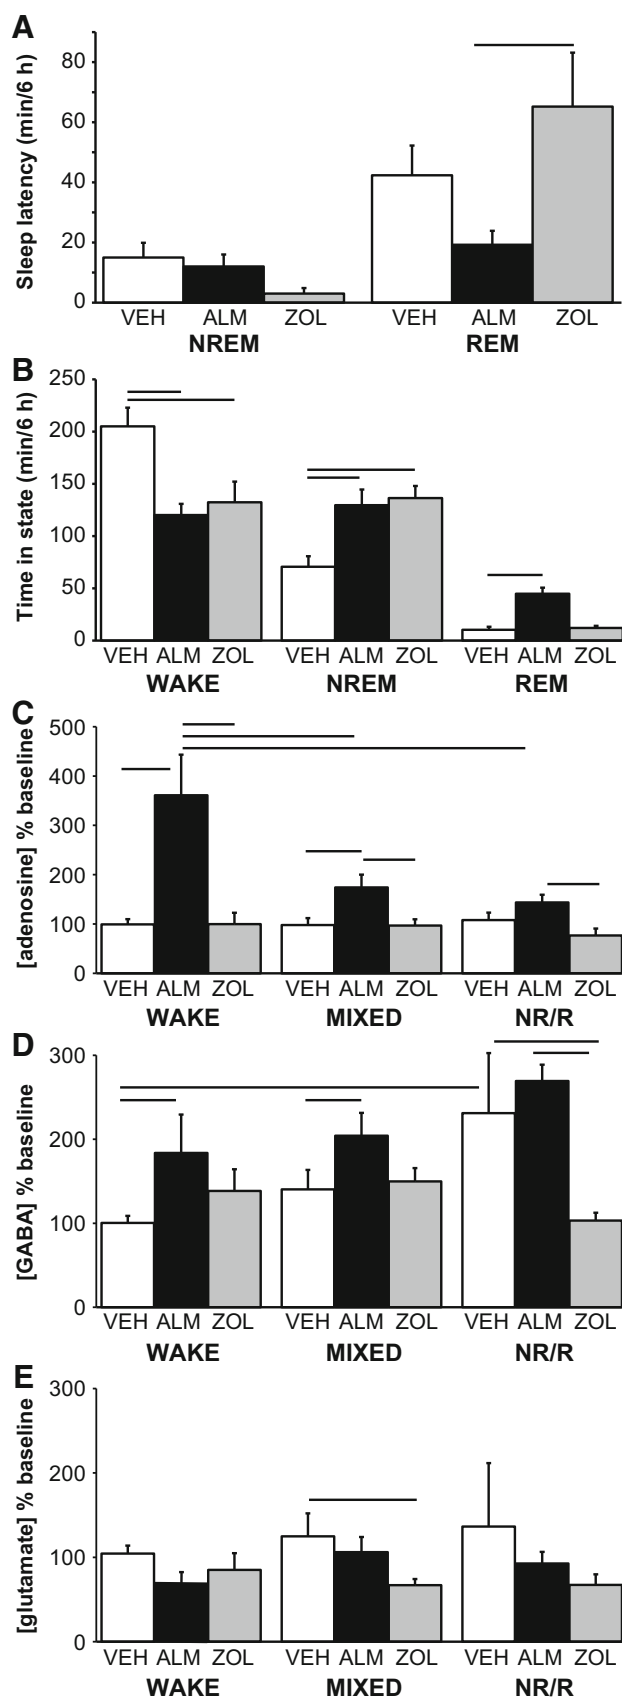 A
Sleep latency (min/6 h)
80
60
40
20
0
VEH ALM ZOL VEH ALM ZOL
NREM REM
B
Time in state (min/6 h)
250
200
150
100
50
0
VEH ALM ZOL VEH ALM ZOL VEH ALM ZOL
WAKE NREM REM
C
[adenosine] % baseline
500
400
300
200
100
0
VEH ALM ZOL VEH ALM ZOL VEH ALM ZOL
WAKE MIXED NR/R
D
[GABA] % baseline
300
200
100
0
VEH ALM ZOL VEH ALM ZOL VEH ALM ZOL
WAKE MIXED NR/R
E
[glutamate] % baseline
300
200
100
0
VEH ALM ZOL VEH ALM ZOL VEH ALM ZOL
WAKE MIXED NR/R